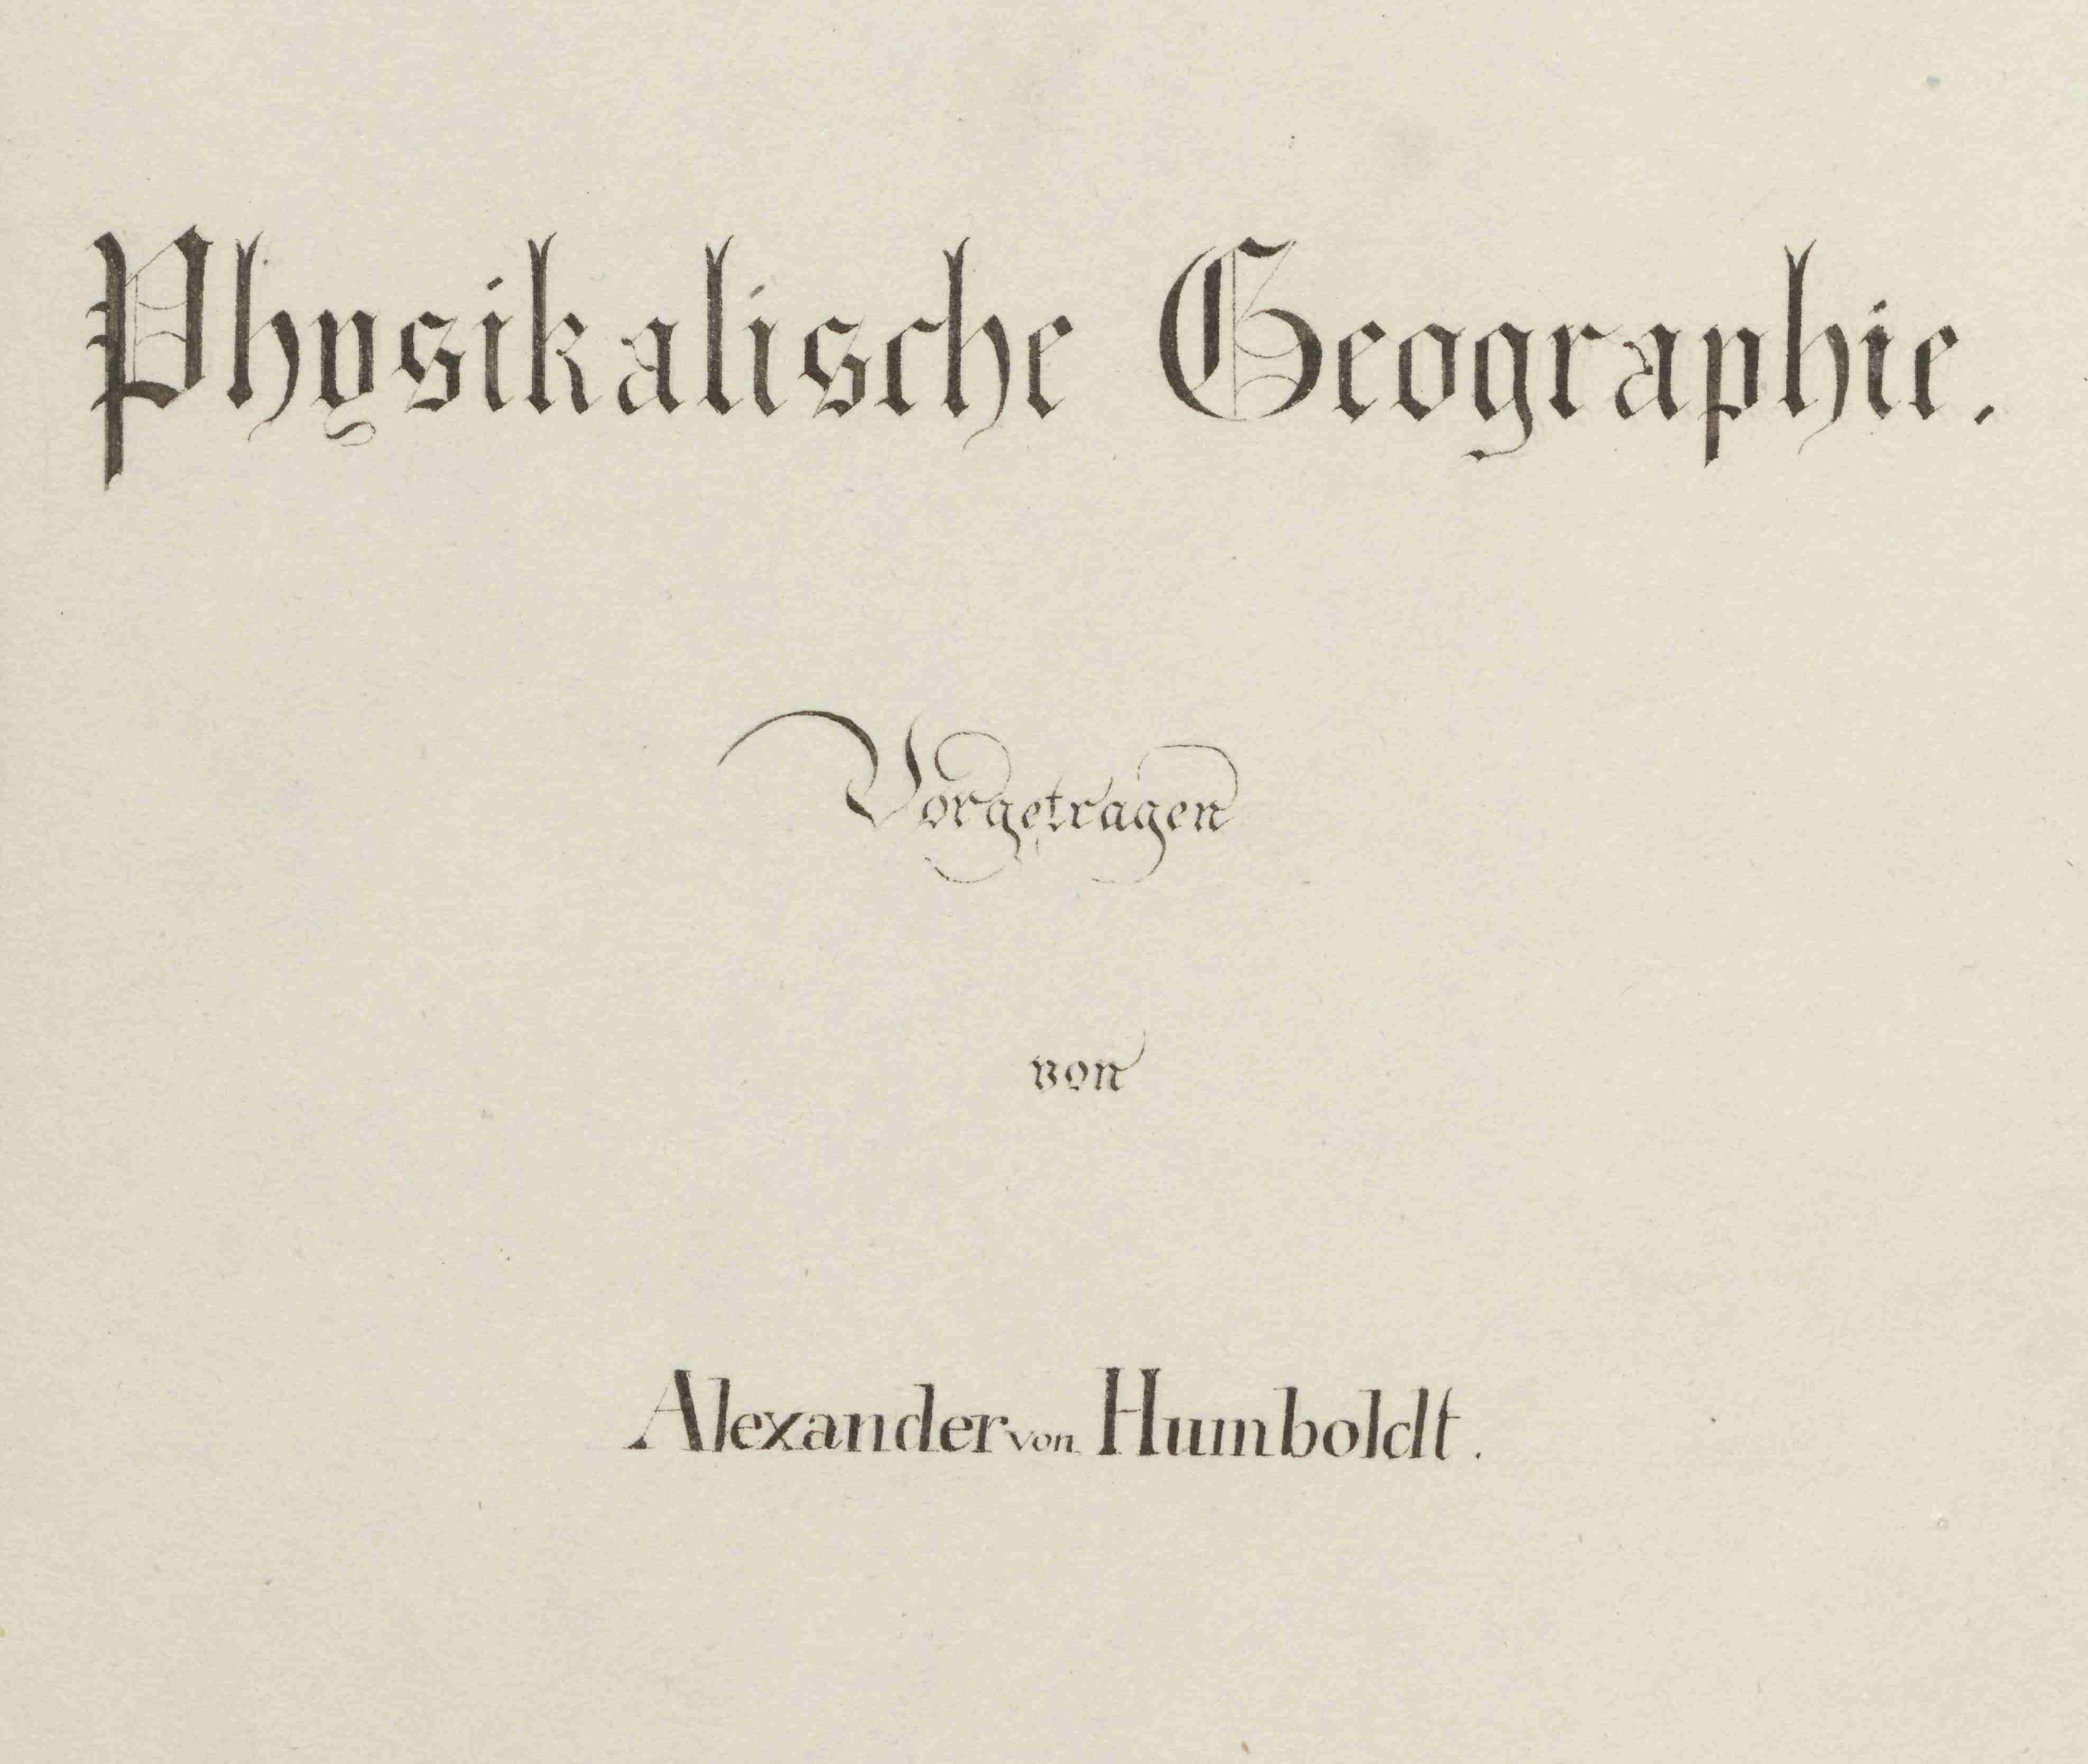 Physikalische Geographie.
Vorgetragen
von
Alexander von Humboldt.